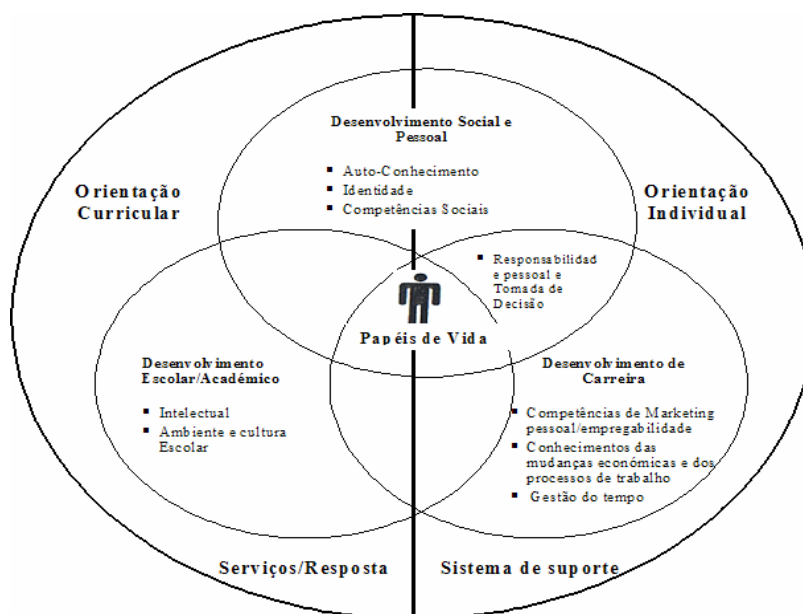 Desenvolvimento Social e
Pessoal
▪ Auto-Conhecimento
▪ Identidade
▪ Competências Sociais
Orientação
Curricular
Orientação
Individual
▪ Responsabilidad
e pessoal e
Tomada de
Decisão
Papéis de Vida
Desenvolvimento
Escolar/Académico
▪ Intelectual
▪ Ambiente e cultura
Escolar
Desenvolvimento de
Carreira
▪ Competências de Marketing
pessoal/empregabilidade
▪ Conhecimentos das
mudanças económicas e dos
processos de trabalho
▪ Gestão do tempo
Serviços/Resposta
Sistema de suporte